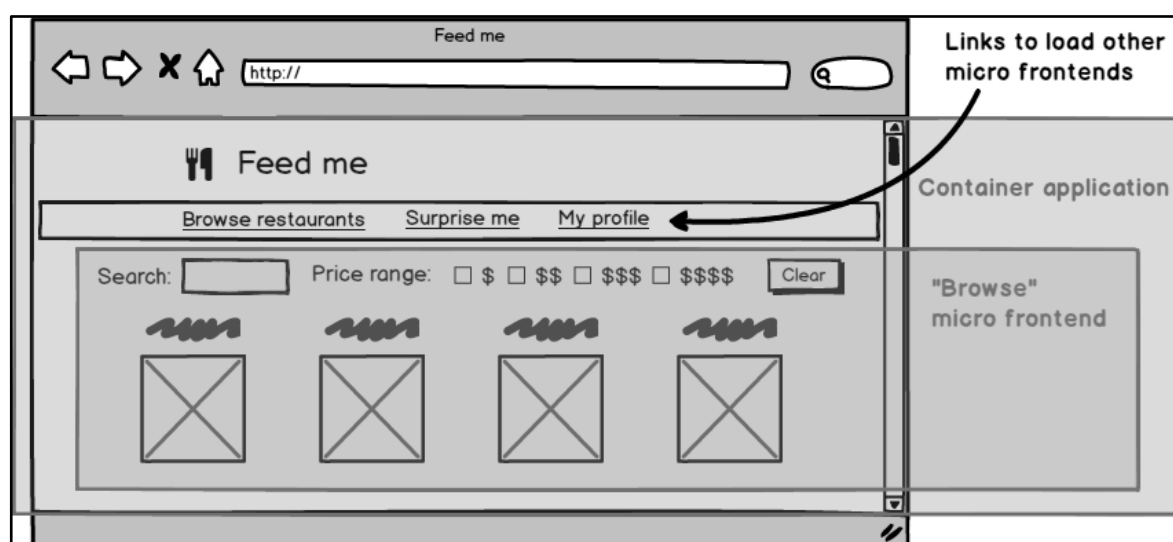 Feed me
http://
Links to load other
micro frontends
Feed me
Container application
Browse restaurants Surprise me My profile
Search: Price range: $ $$ $$$ $$$$ Clear
"Browse"
micro frontend